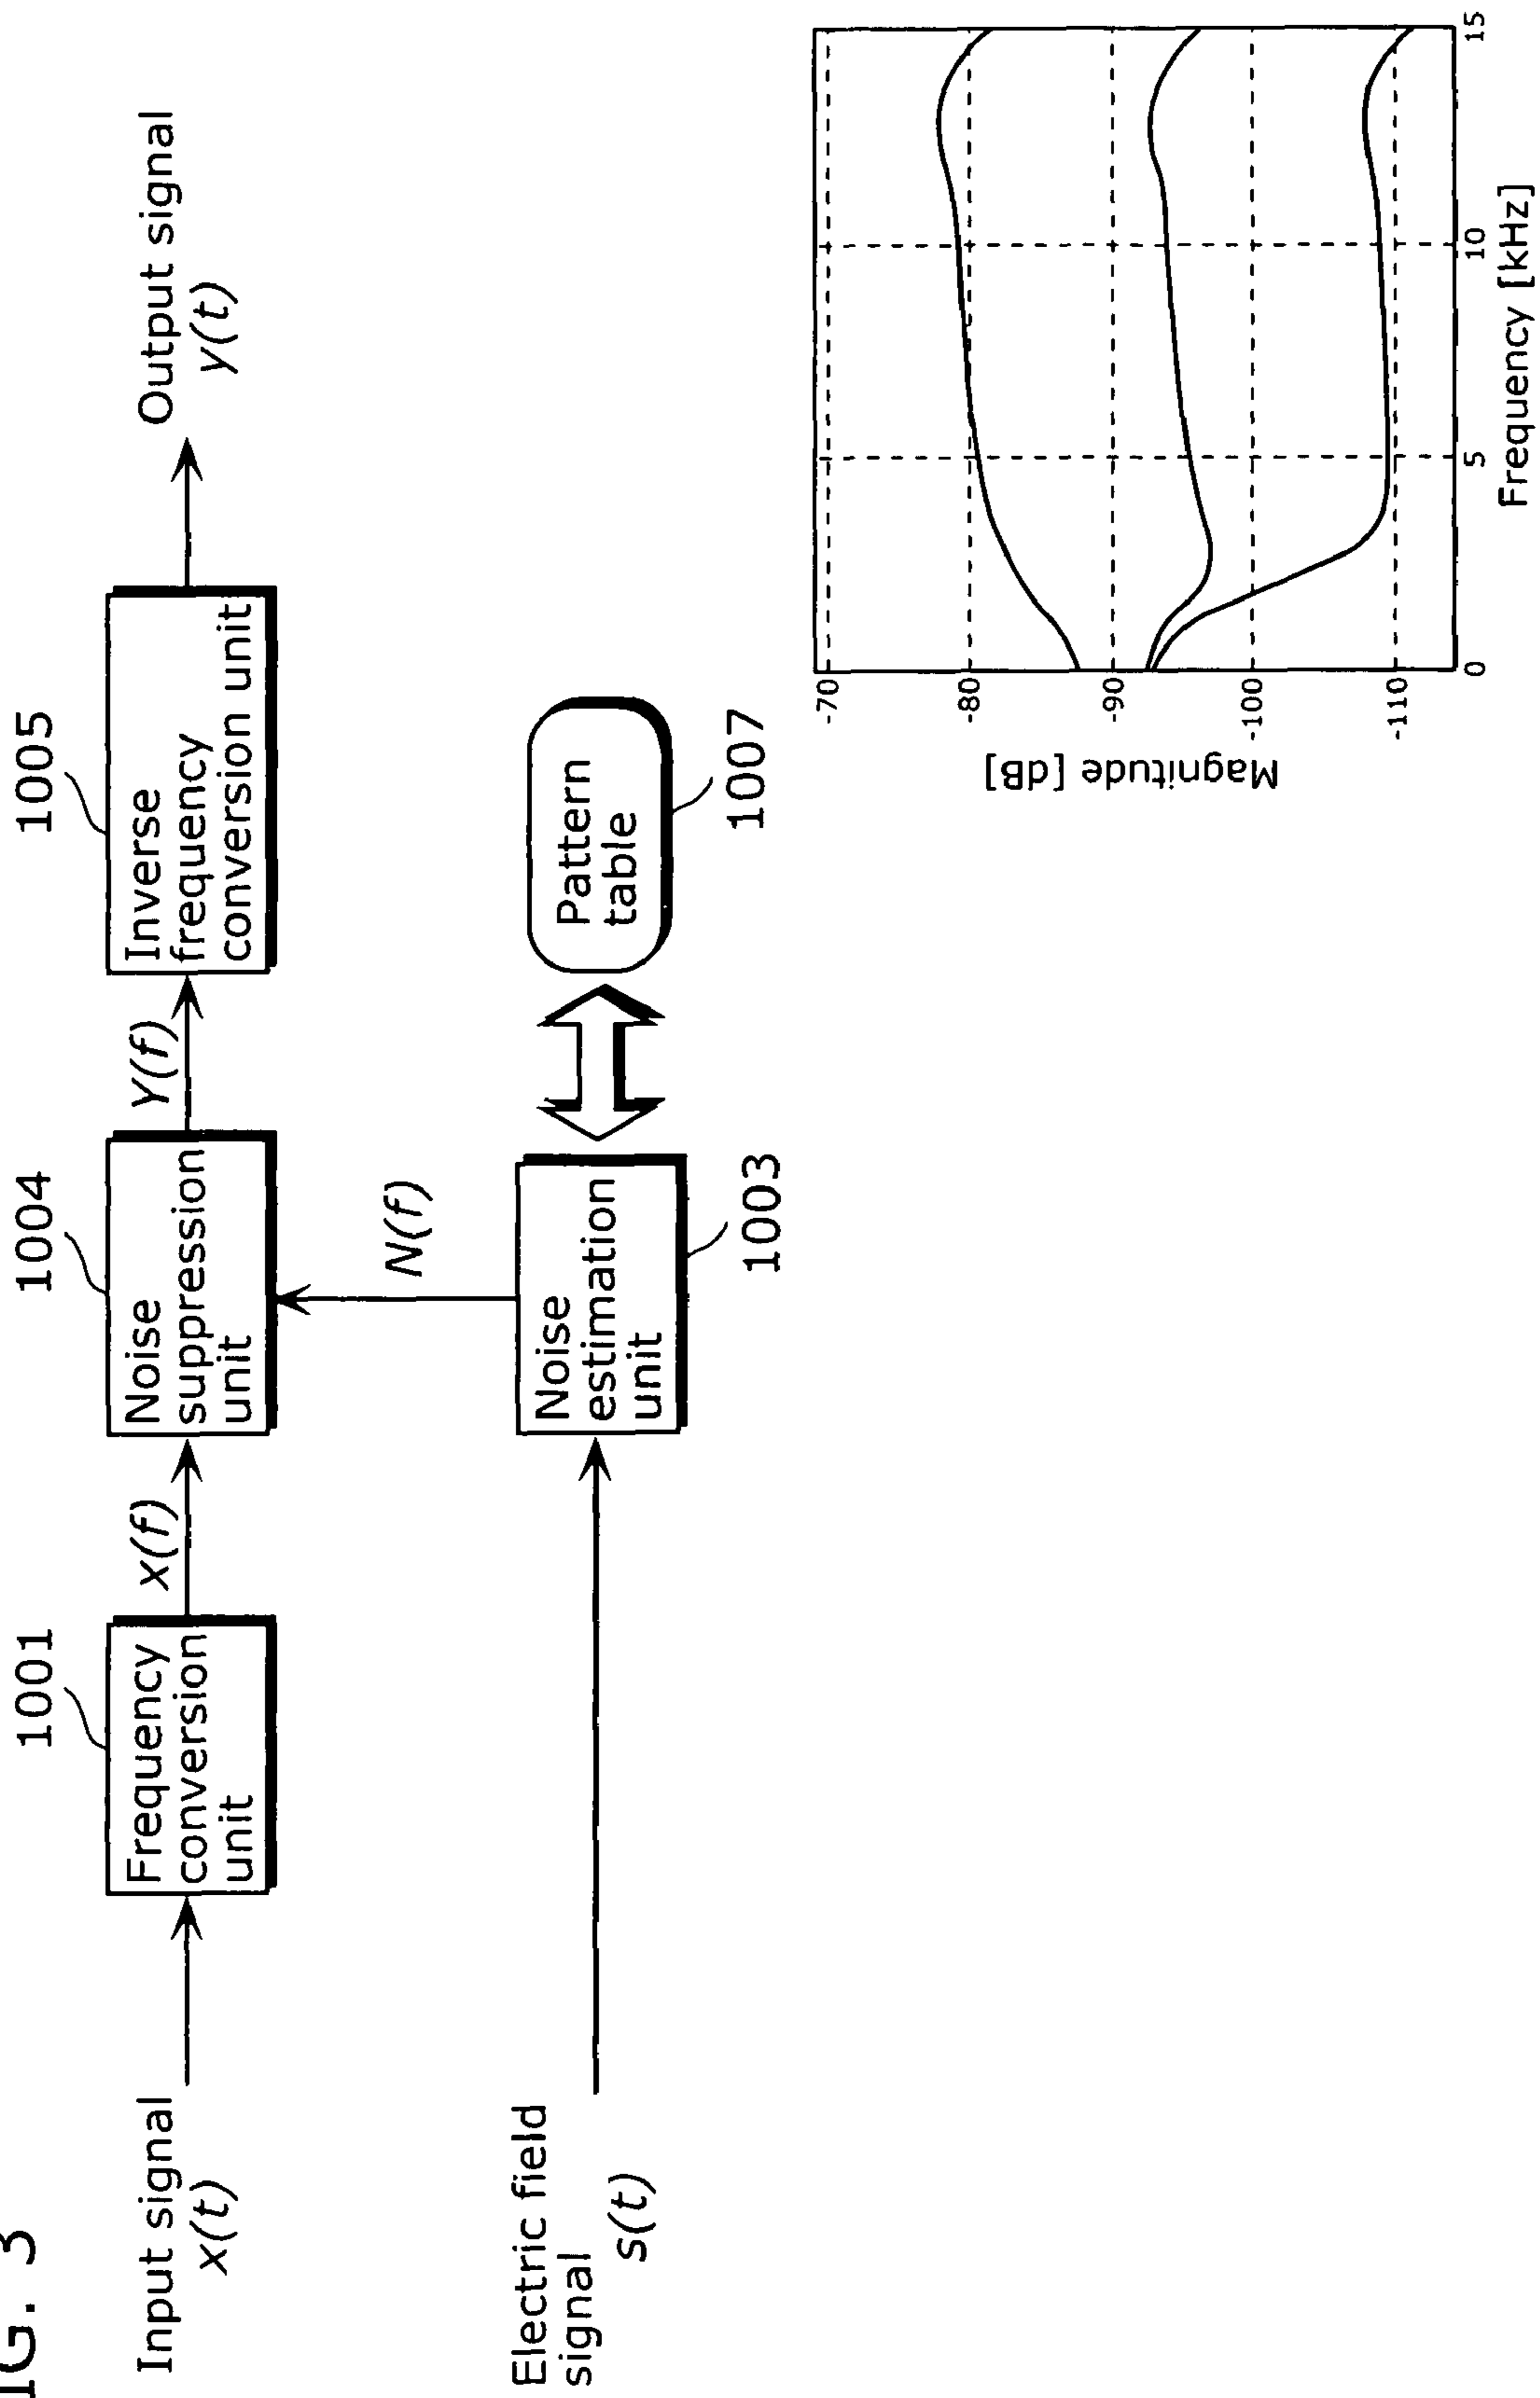 IG. 3
Input signal
x(t)
1001
Frequency
conversion
unit
x(f)
1004
Noise
suppression
unit
Y(f)
1005
Inverse
frequency
conversion unit
Output signal
y(t)
N(f)
Electric field
signal
s(t)
Noise
estimation
unit
1003
Pattern
table
1007
Magnitude [dB]
-70
-80
-90
-100
-110
0
5
10
15
Frequency [kHz]